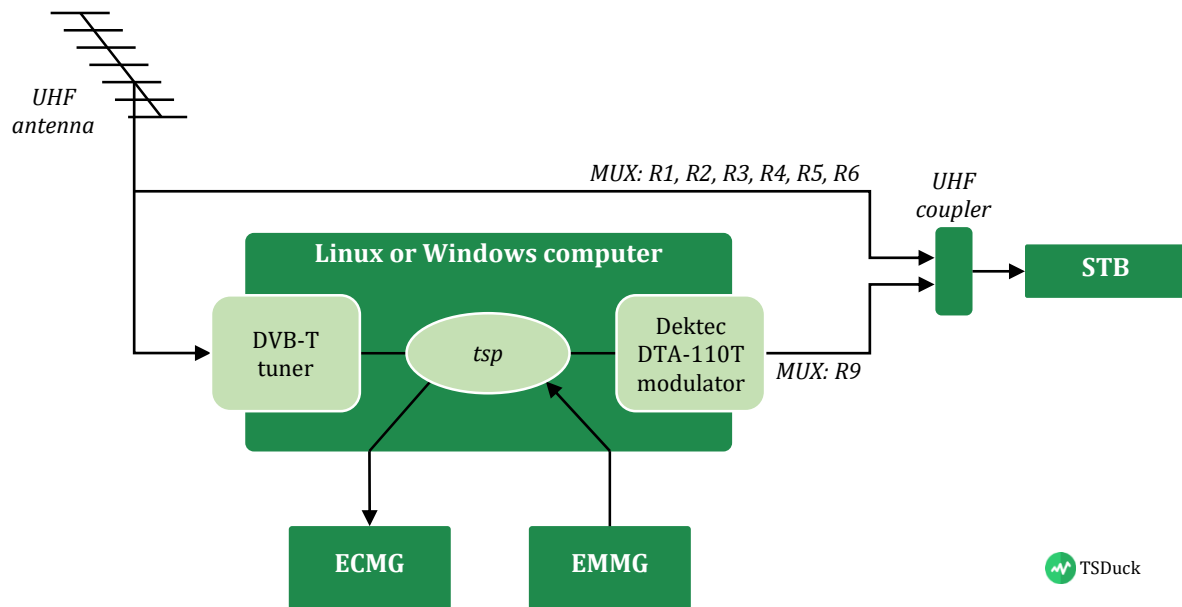 UHF
antenna
MUX: R1, R2, R3, R4, R5, R6
UHF
coupler
Linux or Windows computer
STB
DVB-T
tuner
tsp
Dektec
DTA-110T
modulator
MUX: R9
ECMG
EMMG
TSDuck